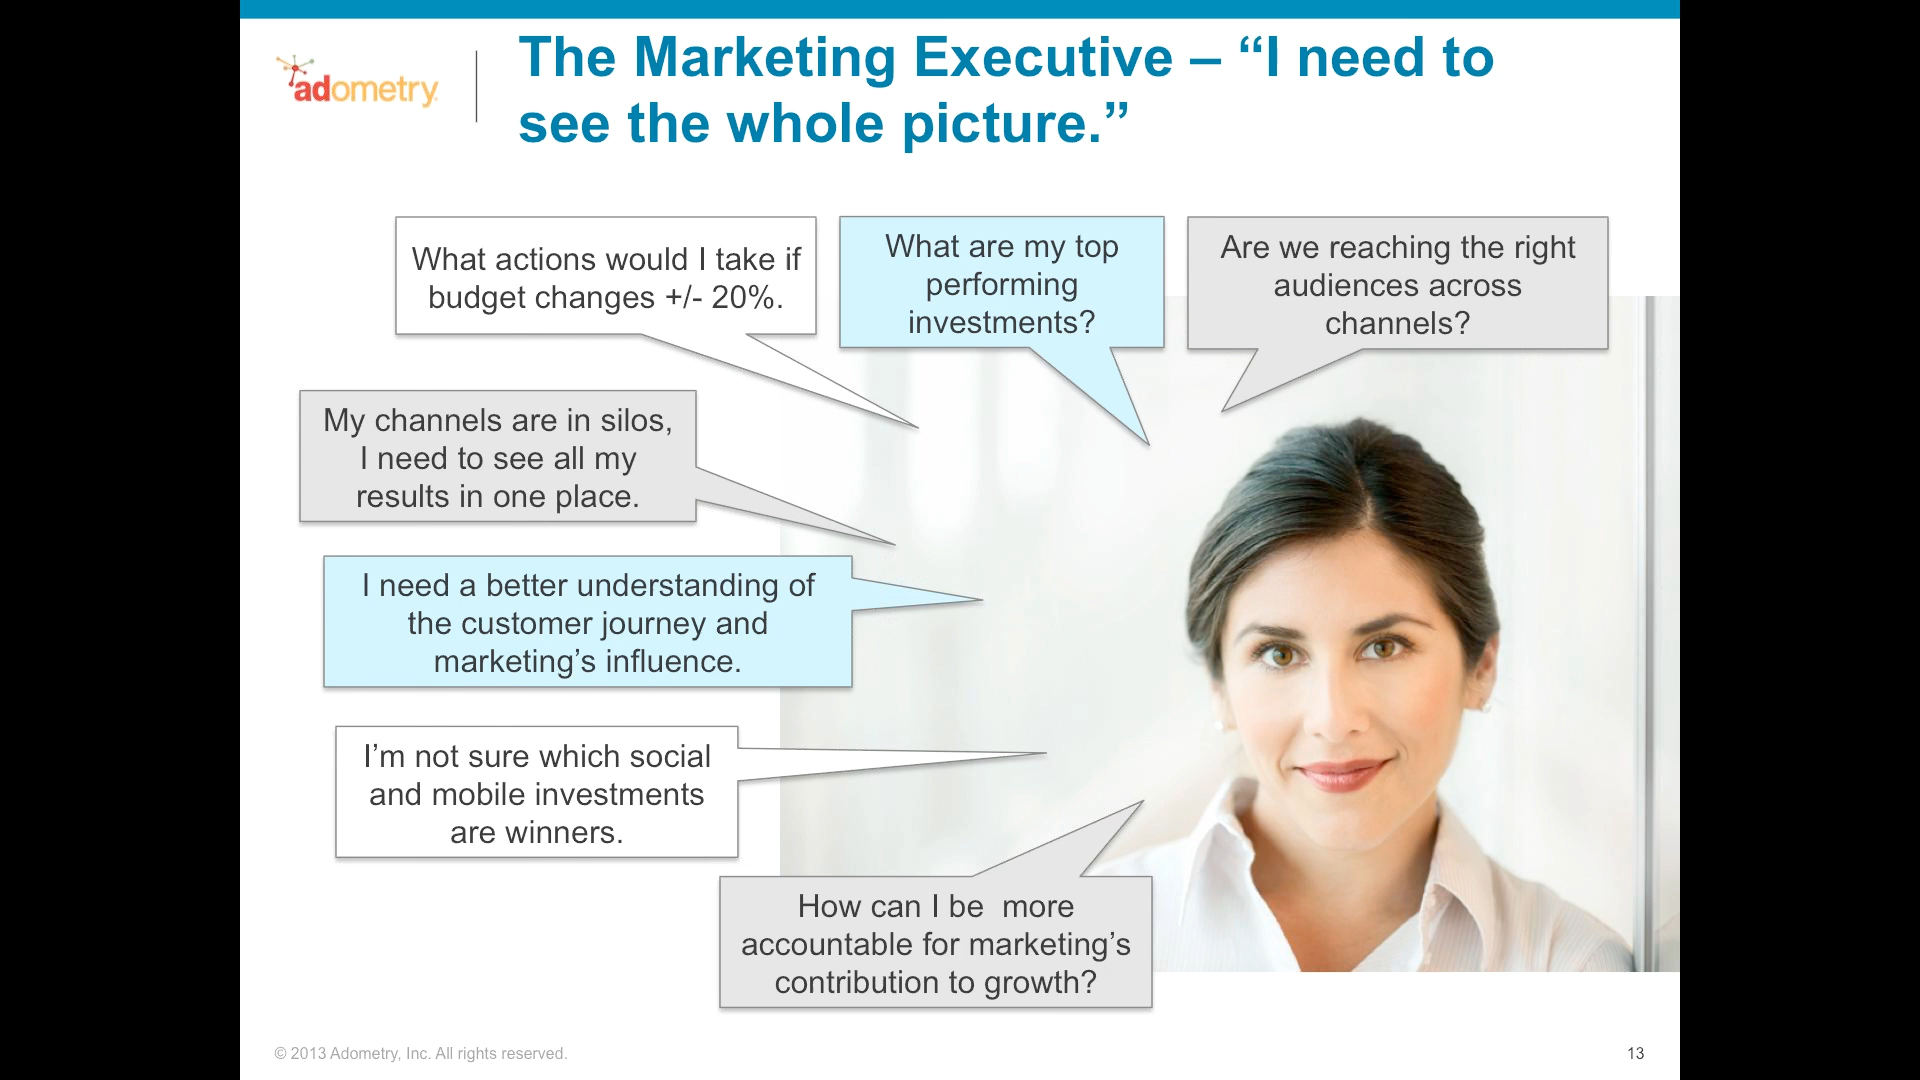 adometry
The Marketing Executive – “I need to
see the whole picture.”
What actions would I take if
budget changes +/- 20%.
What are my top
performing
investments?
Are we reaching the right
audiences across
channels?
My channels are in silos,
I need to see all my
results in one place.
I need a better understanding of
the customer journey and
marketing’s influence.
I’m not sure which social
and mobile investments
are winners.
How can I be  more
accountable for marketing’s
contribution to growth?
© 2013 Adometry, Inc. All rights reserved.
13